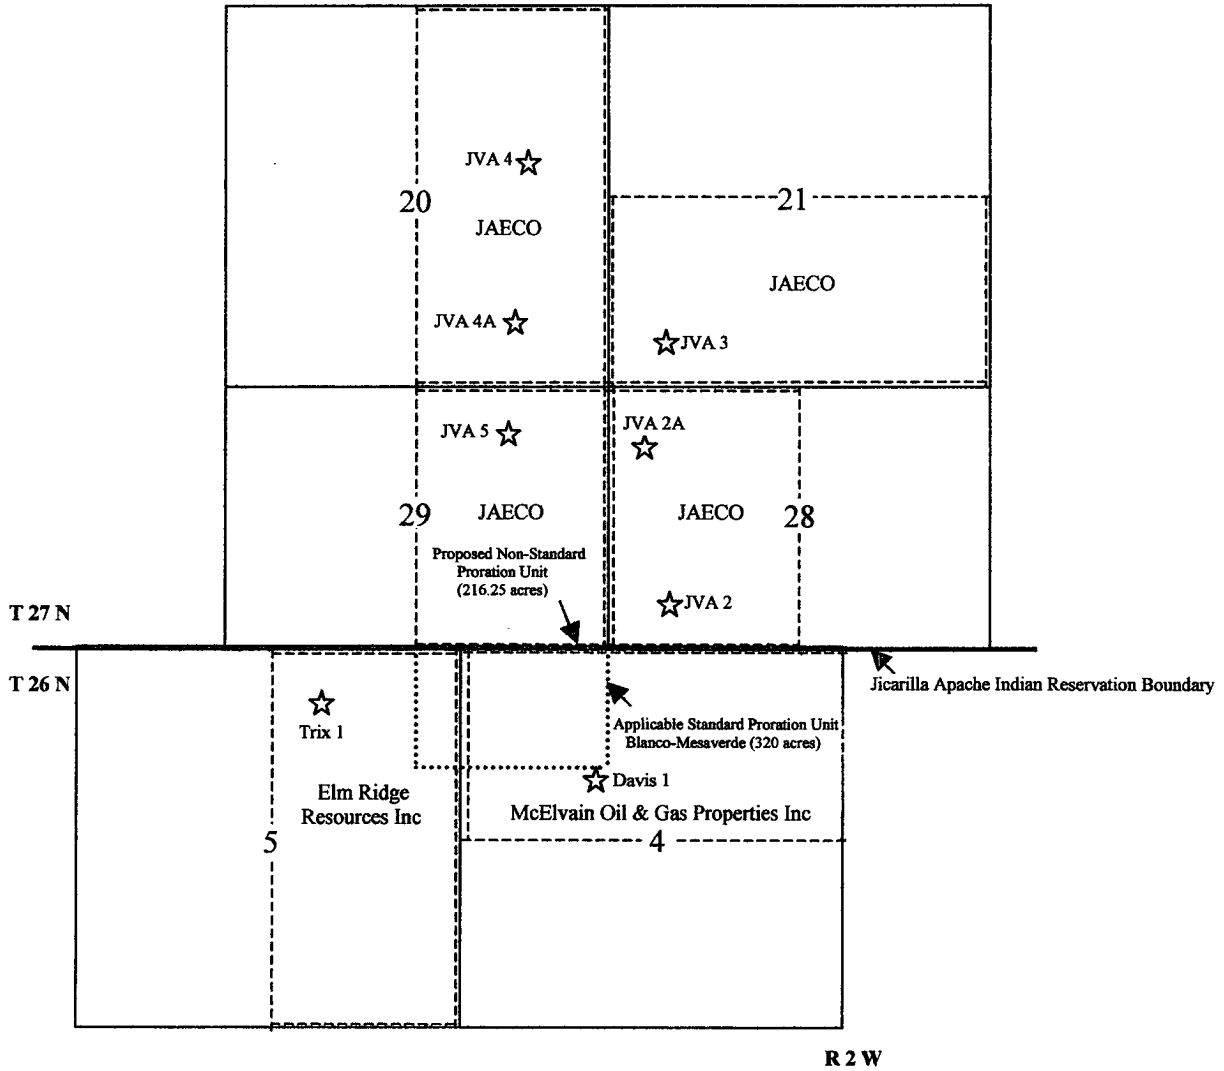 JVA 4
20
21
JAECO
JAECO
JVA 4A
JVA 3
JVA 5
JVA 2A
29
JAECO
JAECO
28
Proposed Non-Standard
Proration Unit
(216.25 acres)
JVA 2
T 27 N
T 26 N
Jicarilla Apache Indian Reservation Boundary
Trix 1
Applicable Standard Proration Unit
Blanco-Mesaverde (320 acres)
Davis 1
Elm Ridge
Resources Inc
McElvain Oil & Gas Properties Inc
5
4
R 2 W